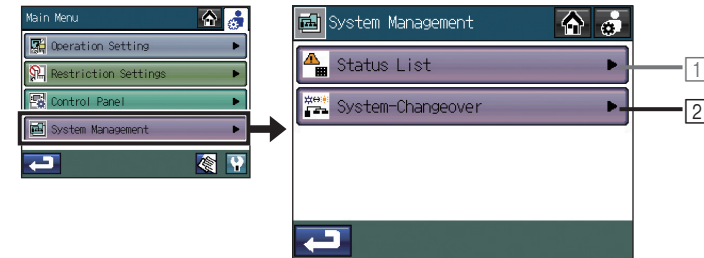 Main Menu
Operation Setting
Restriction Settings
Control Panel
System Management
System Management
Status List
1
System-Changeover
2